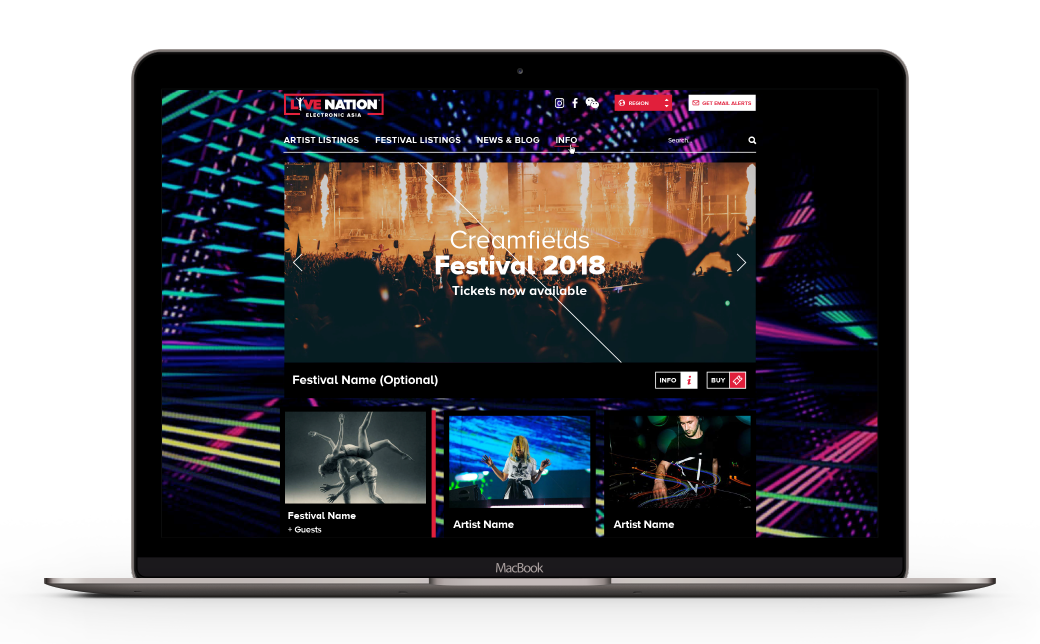 LIVE NATION
ELECTRONIC ASIA
REGION
GET EMAIL ALERTS
ARTIST LISTINGS
FESTIVAL LISTINGS
NEWS & BLOG
INFO
Search
Creamfields
Festival 2018
Tickets now available
Festival Name (Optional)
INFO
i
BUY
Festival Name
+ Guests
Artist Name
Artist Name
MacBook